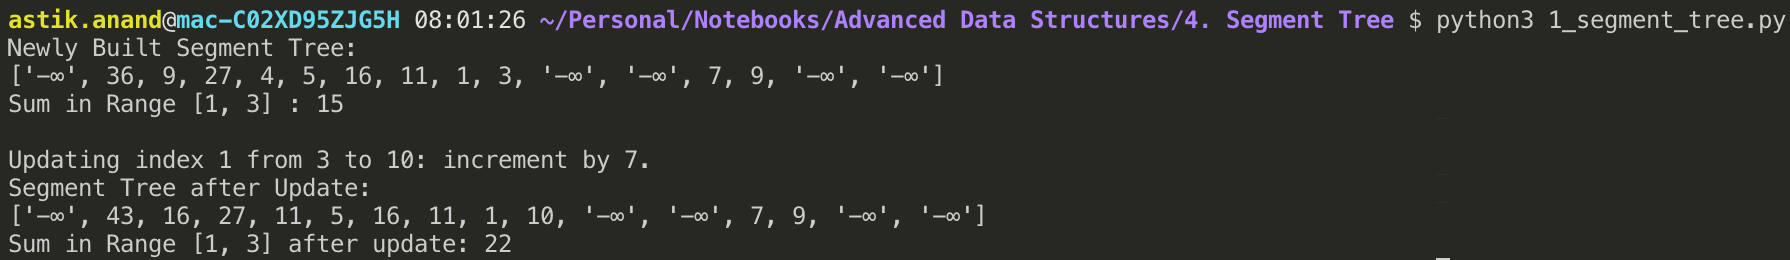 astik.anand@mac-C02XD95ZJG5H 08:01:26 ~/Personal/Notebooks/Advanced Data Structures/4. Segment Tree $ python3 1_segment_tree.py
Newly Built Segment Tree:
['−∞', 36, 9, 27, 4, 5, 16, 11, 1, 3, '−∞', '−∞', 7, 9, '−∞', '−∞']
Sum in Range [1, 3] : 15
Updating index 1 from 3 to 10: increment by 7.
Segment Tree after Update:
['−∞', 43, 16, 27, 11, 5, 16, 11, 1, 10, '−∞', '−∞', 7, 9, '−∞', '−∞']
Sum in Range [1, 3] after update: 22